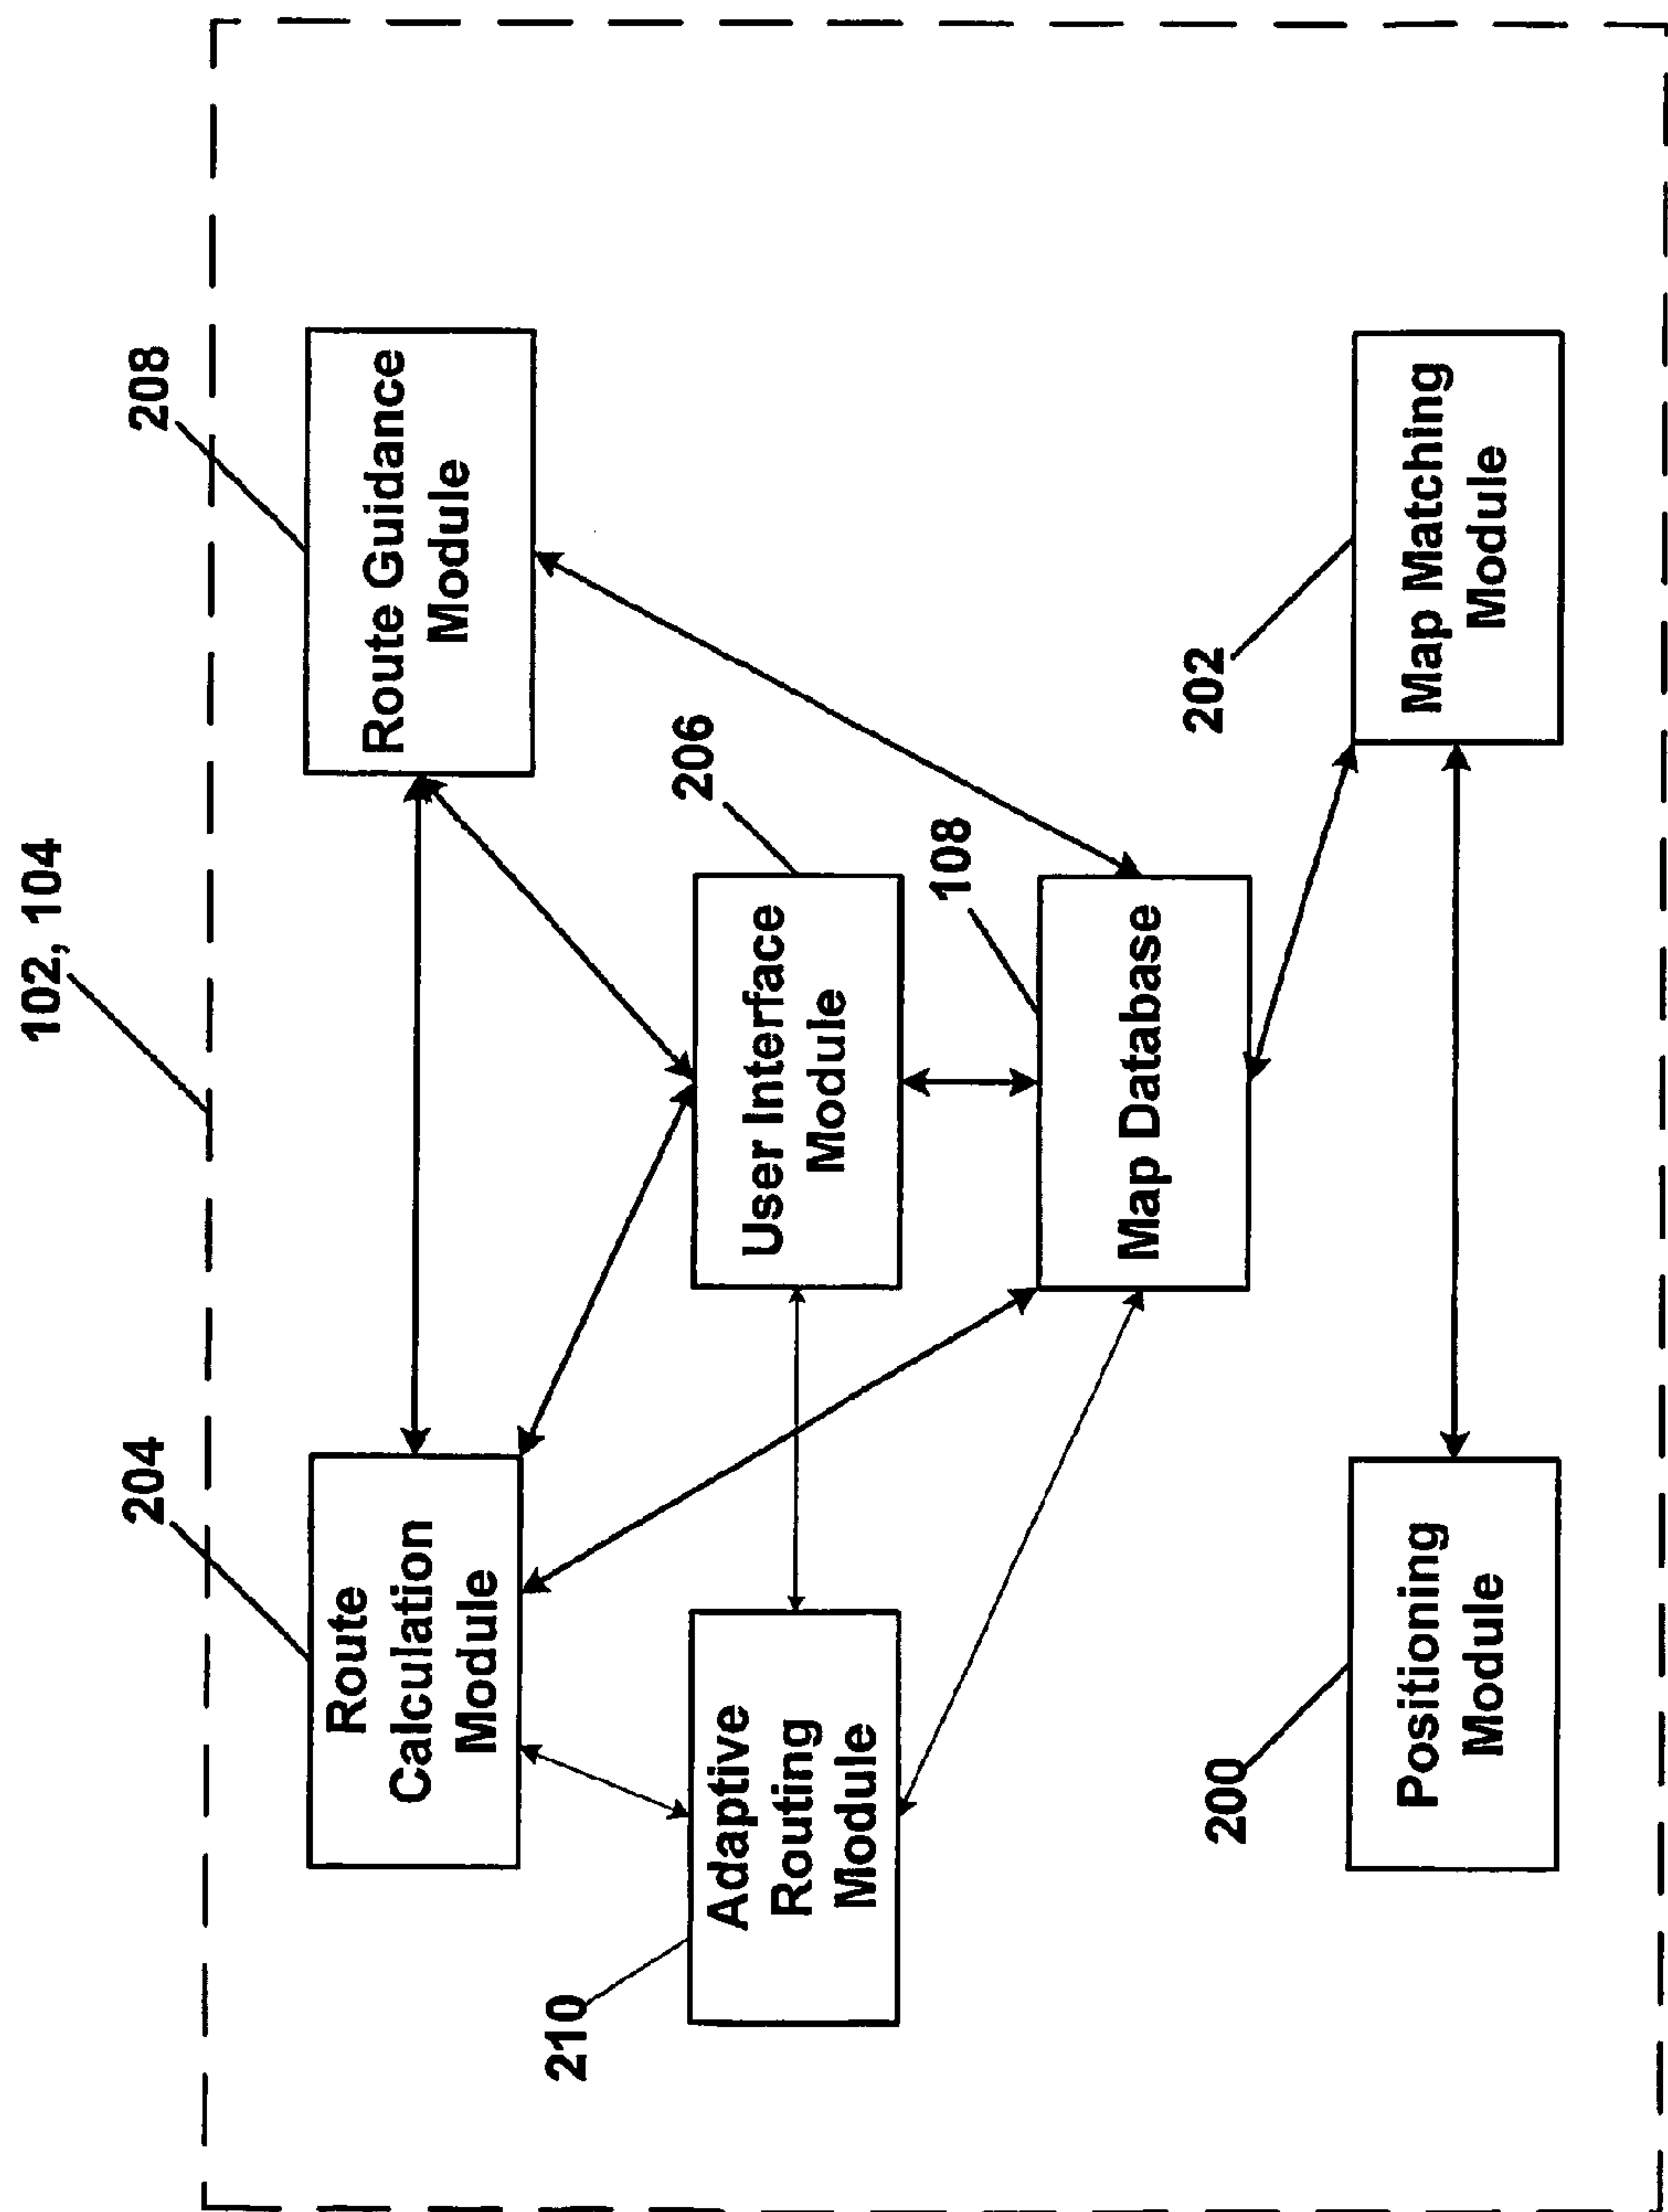 102, 104
204
208
Route
Calculation
Module
Route Guidance
Module
210
206
Adaptive
Routing
Module
User Interface
Module
108
Map Database
200
202
Positioning
Module
Map Matching
Module